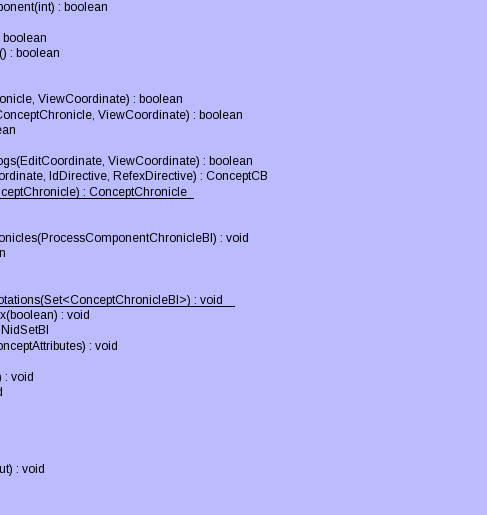 ponent(int) : boolean
boolean
() : boolean
onicle, ViewCoordinate) : boolean
ConceptChronicle, ViewCoordinate) : boolean
ean
ogs(EditCoordinate, ViewCoordinate) : boolean
ordinate, IdDirective, RefexDirective) : ConceptCB
ceptChronicle) : ConceptChronicle
onicles(ProcessComponentChronicleBI) : void
n
otations(Set<ConceptChronicleBI>) : void
x(boolean) : void
NidSetBI
onceptAttributes) : void
) : void
d
ut) : void